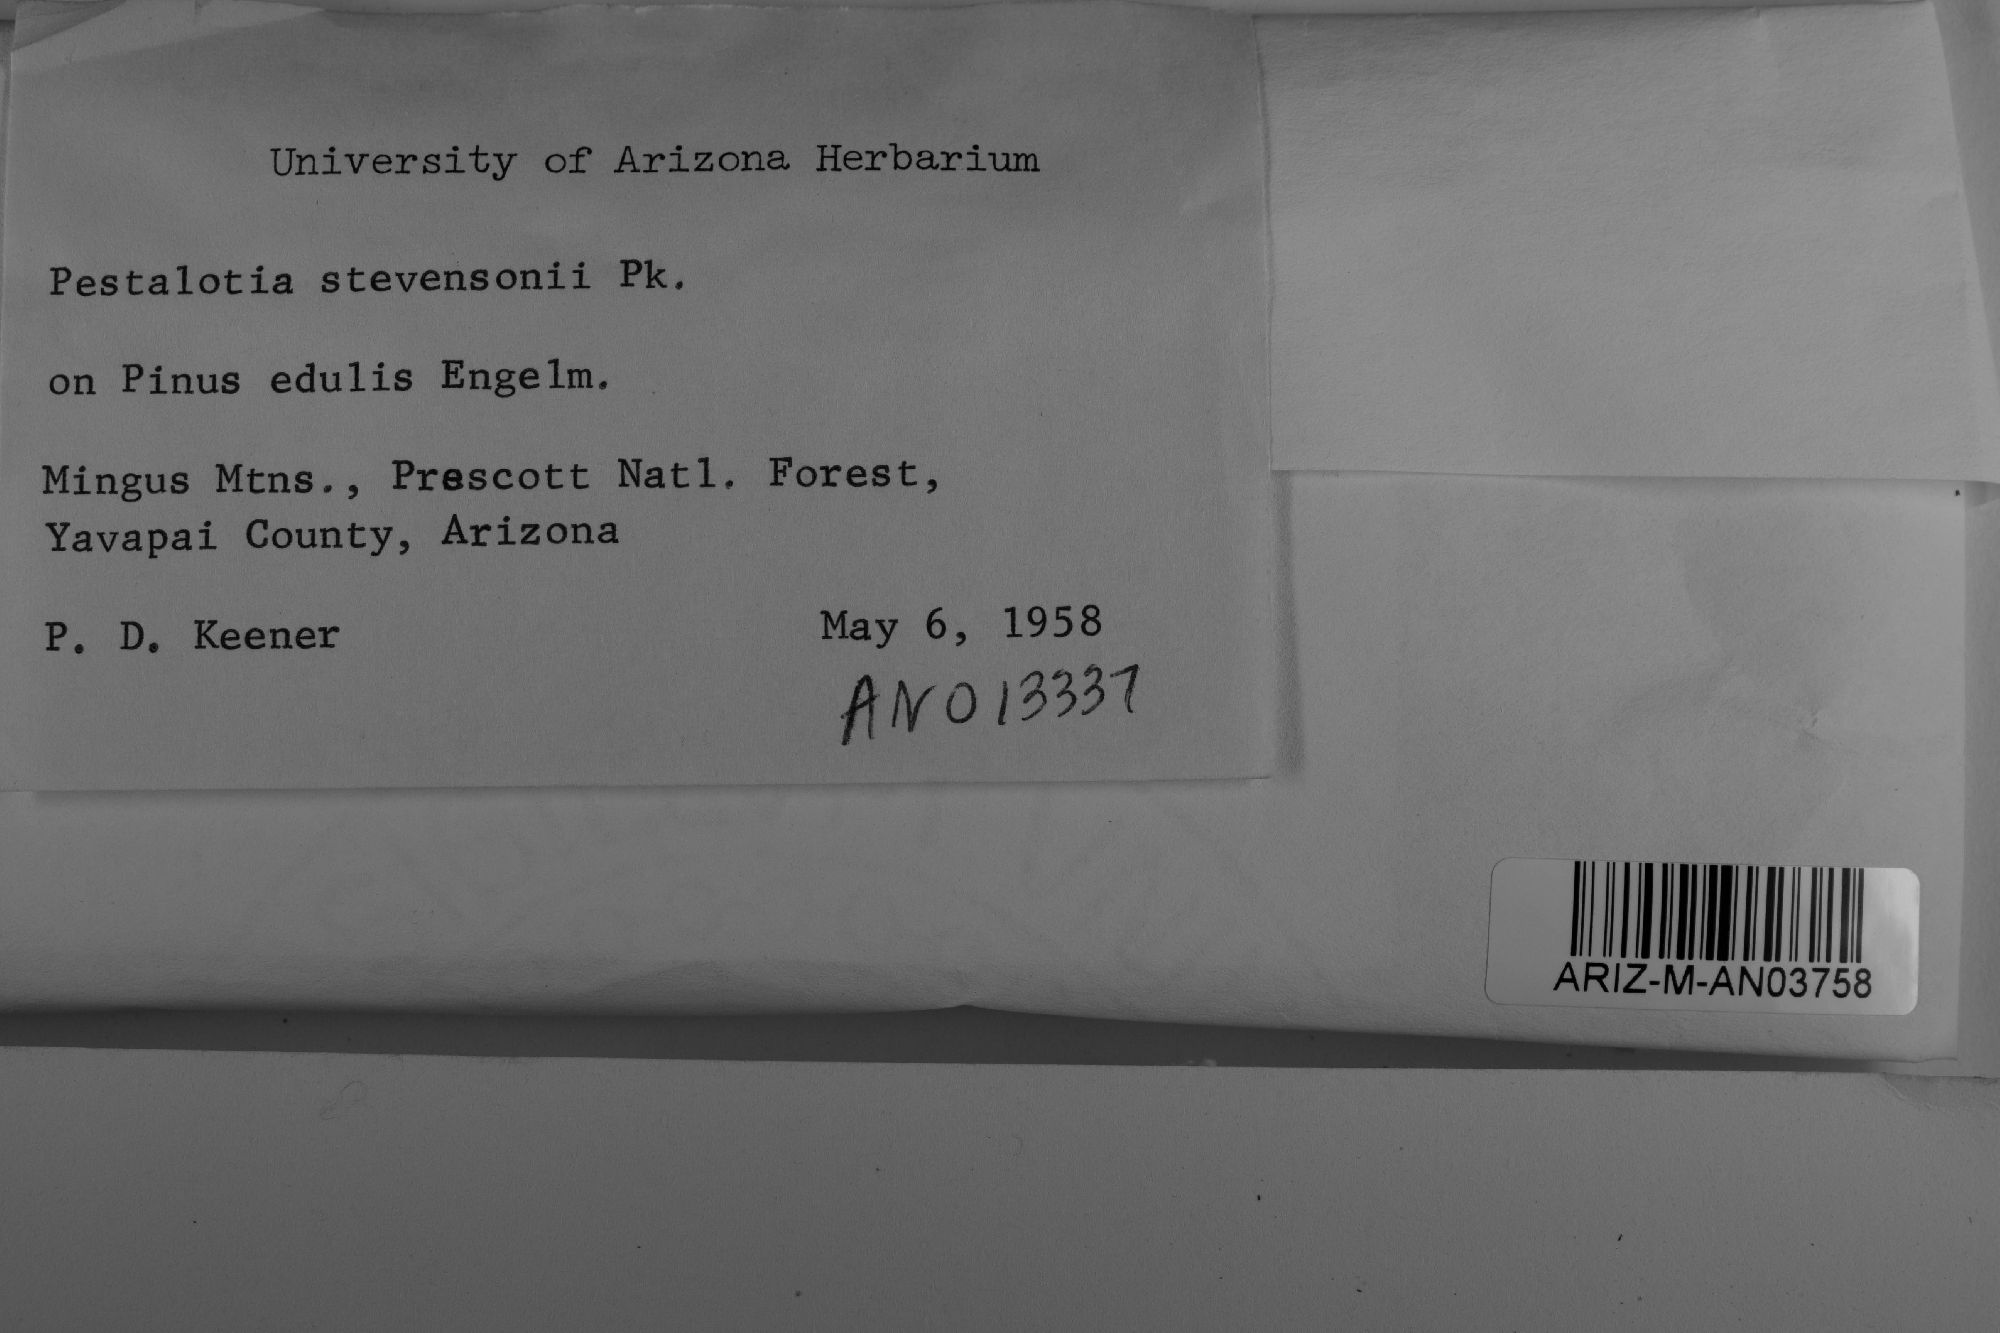 University of Arizona Herbarium
Pestalotia stevensonii Pk.
on Pinus edulis Engelm.
Mingus Mtns., Prescott Natl. Forest,
Yavapai County, Arizona
P. D. Keener May 6, 1958
AN013337
ARIZ-M-AN03758